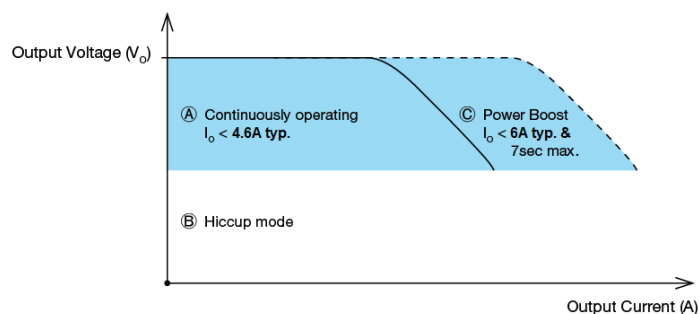 Output Voltage (Vo)
Ⓐ Continuously operating
Io < 4.6A typ.
Ⓒ Power Boost
Io < 6A typ. &
7sec max.
Ⓑ Hiccup mode
Output Current (A)